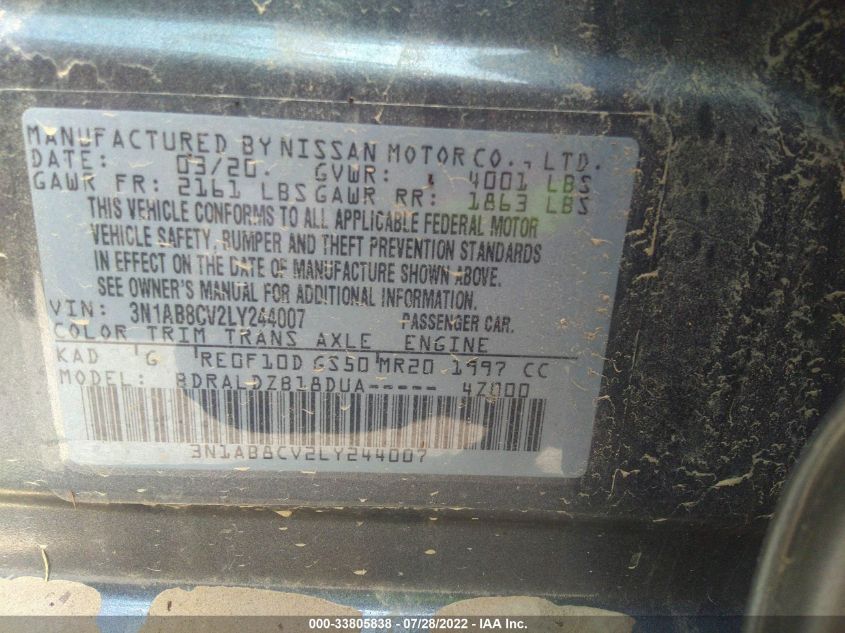 MANUFACTURED BY NISSAN MOTOR CO., LTD.
DATE: 03/20. GVWR: 4001 LBS
GAWR FR: 2161 LBS GAWR RR: 1863 LBS
THIS VEHICLE CONFORMS TO ALL APPLICABLE FEDERAL MOTOR
VEHICLE SAFETY, BUMPER AND THEFT PREVENTION STANDARDS
IN EFFECT ON THE DATE OF MANUFACTURE SHOWN ABOVE.
SEE OWNER'S MANUAL FOR ADDITIONAL INFORMATION.
VIN: 3N1AB8CV2LY244007 PASSENGER CAR.
COLOR TRIM TRANS AXLE ENGINE
KAD G RE0F10D GS50 MR20 1997 CC
MODEL: BDRALDZB18DUA----- 4Z000
3N1AB8CV2LY244007
000-33805838 - 07/28/2022 - IAA Inc.